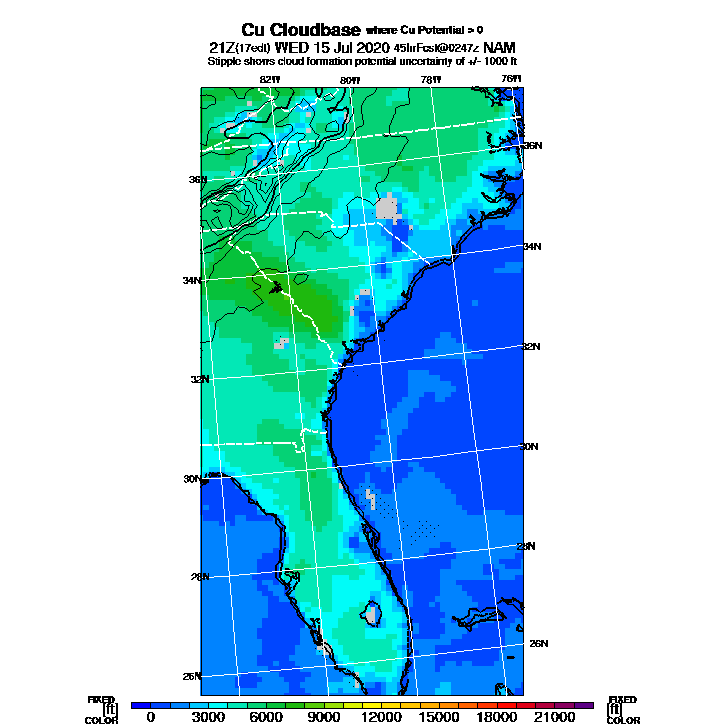 Cu Cloudbase where Cu Potential > 0
21Z(17edt) WED 15 Jul 2020 45hrFcst@0247z NAM
Stipple shows cloud formation potential uncertainty of +/- 1000 ft
82W 80W 78W 76W
36N
36N
34N
34N
32N
32N
30N
30N
28N
28N
26N
26N
FIXED FIXED
[ft] 0 3000 6000 9000 12000 15000 18000 21000 [ft]
COLOR COLOR